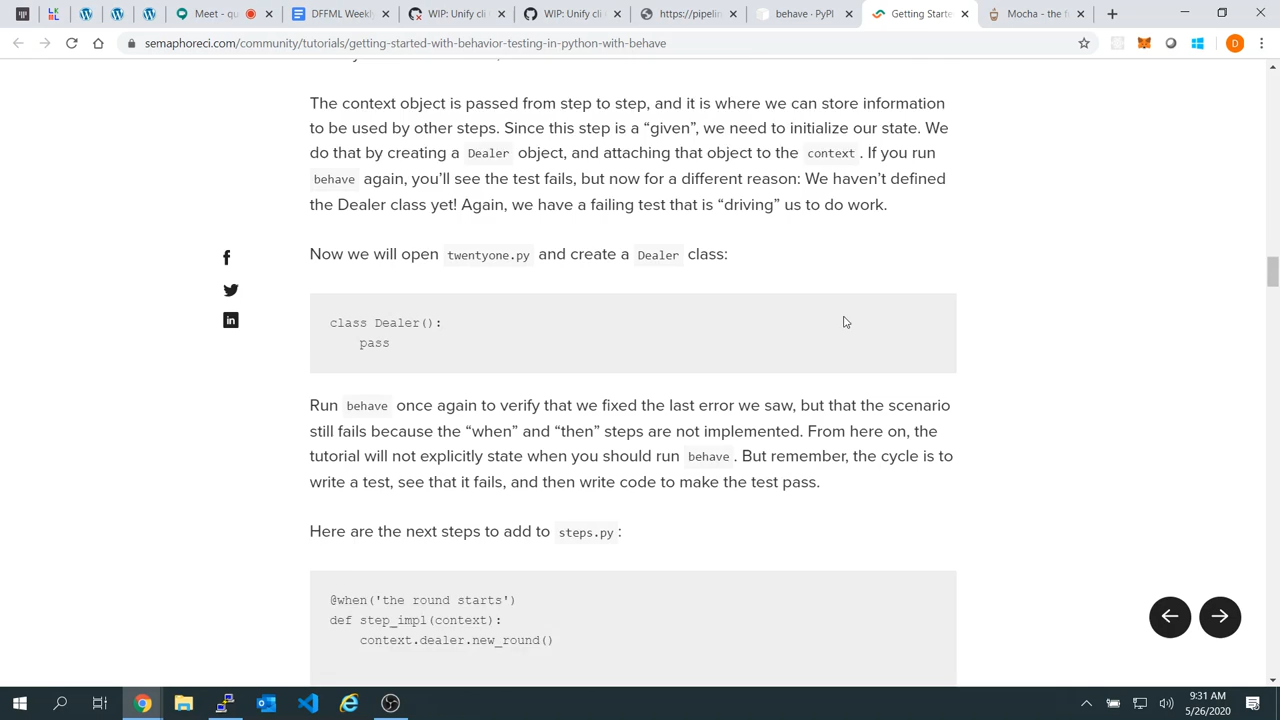 Meet - qu
DFFML Weekly
WIP: Unify cli
WIP: Unify cli
https://pipelin
behave · PyPI
Getting Starte
Mocha - the fu
semaphoreci.com/community/tutorials/getting-started-with-behavior-testing-in-python-with-behave
D
The context object is passed from step to step, and it is where we can store information
to be used by other steps. Since this step is a “given”, we need to initialize our state. We
do that by creating a Dealer object, and attaching that object to the context. If you run
behave again, you’ll see the test fails, but now for a different reason: We haven’t defined
the Dealer class yet! Again, we have a failing test that is “driving” us to do work.
Now we will open twentyone.py and create a Dealer class:
class Dealer():
pass
Run behave once again to verify that we fixed the last error we saw, but that the scenario
still fails because the “when” and “then” steps are not implemented. From here on, the
tutorial will not explicitly state when you should run behave. But remember, the cycle is to
write a test, see that it fails, and then write code to make the test pass.
Here are the next steps to add to steps.py:
@when('the round starts')
def step_impl(context):
context.dealer.new_round()
9:31 AM
5/26/2020